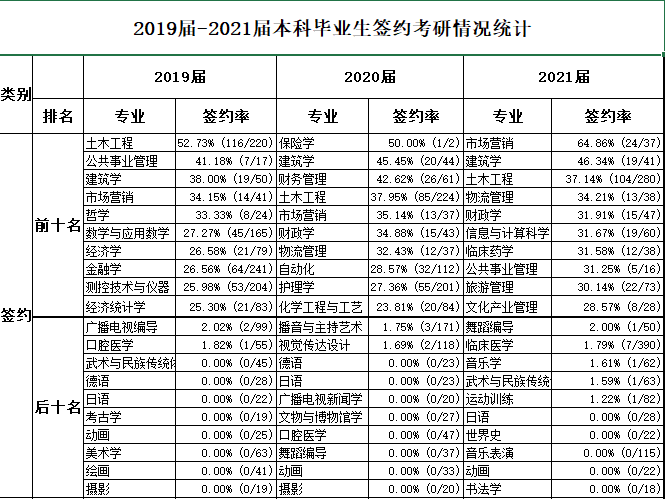 2019届-2021届本科毕业生签约考研情况统计
类别 2019届 2020届 2021届
排名 专业 签约率 专业 签约率 专业 签约率
签约 前十名
土木工程 52.73% (116/220) 保险学 50.00% (1/2) 市场营销 64.86% (24/37)
公共事业管理 41.18% (7/17) 建筑学 45.45% (20/44) 建筑学 46.34% (19/41)
建筑学 38.00% (19/50) 财务管理 42.62% (26/61) 土木工程 37.14% (104/280)
市场营销 34.15% (14/41) 土木工程 37.95% (85/224) 物流管理 34.21% (13/38)
哲学 33.33% (8/24) 市场营销 35.14% (13/37) 财政学 31.91% (15/47)
数学与应用数学 27.27% (45/165) 财政学 34.88% (15/43) 信息与计算科学 31.67% (19/60)
经济学 26.58% (21/79) 物流管理 32.43% (12/37) 临床药学 31.58% (12/38)
金融学 26.56% (64/241) 自动化 28.57% (32/112) 公共事业管理 31.25% (5/16)
测控技术与仪器 25.98% (53/204) 护理学 27.36% (55/201) 旅游管理 30.14% (22/73)
经济统计学 25.30% (21/83) 化学工程与工艺 23.81% (20/84) 文化产业管理 28.57% (8/28)
后十名
广播电视编导 2.02% (2/99) 播音与主持艺术 1.75% (3/171) 舞蹈编导 2.00% (1/50)
口腔医学 1.82% (1/55) 视觉传达设计 1.69% (2/118) 临床医学 1.79% (7/390)
武术与民族传统 0.00% (0/45) 德语 0.00% (0/23) 音乐学 1.61% (1/62)
德语 0.00% (0/28) 日语 0.00% (0/23) 武术与民族传统 1.59% (1/63)
日语 0.00% (0/22) 广播电视新闻学 0.00% (0/20) 运动训练 1.22% (1/82)
考古学 0.00% (0/19) 文物与博物馆学 0.00% (0/27) 日语 0.00% (0/28)
动画 0.00% (0/25) 口腔医学 0.00% (0/47) 世界史 0.00% (0/22)
美术学 0.00% (0/63) 舞蹈编导 0.00% (0/37) 音乐表演 0.00% (0/115)
绘画 0.00% (0/41) 动画 0.00% (0/33) 动画 0.00% (0/22)
摄影 0.00% (0/19) 摄影 0.00% (0/20) 书法学 0.00% (0/18)